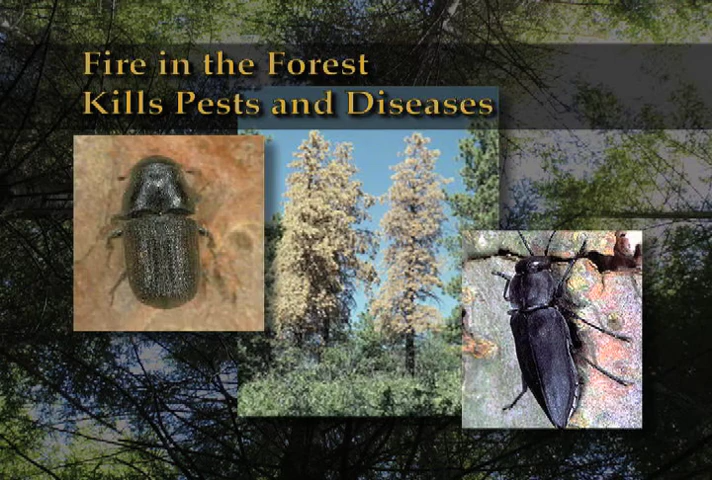 Fire in the Forest
Kills Pests and Diseases